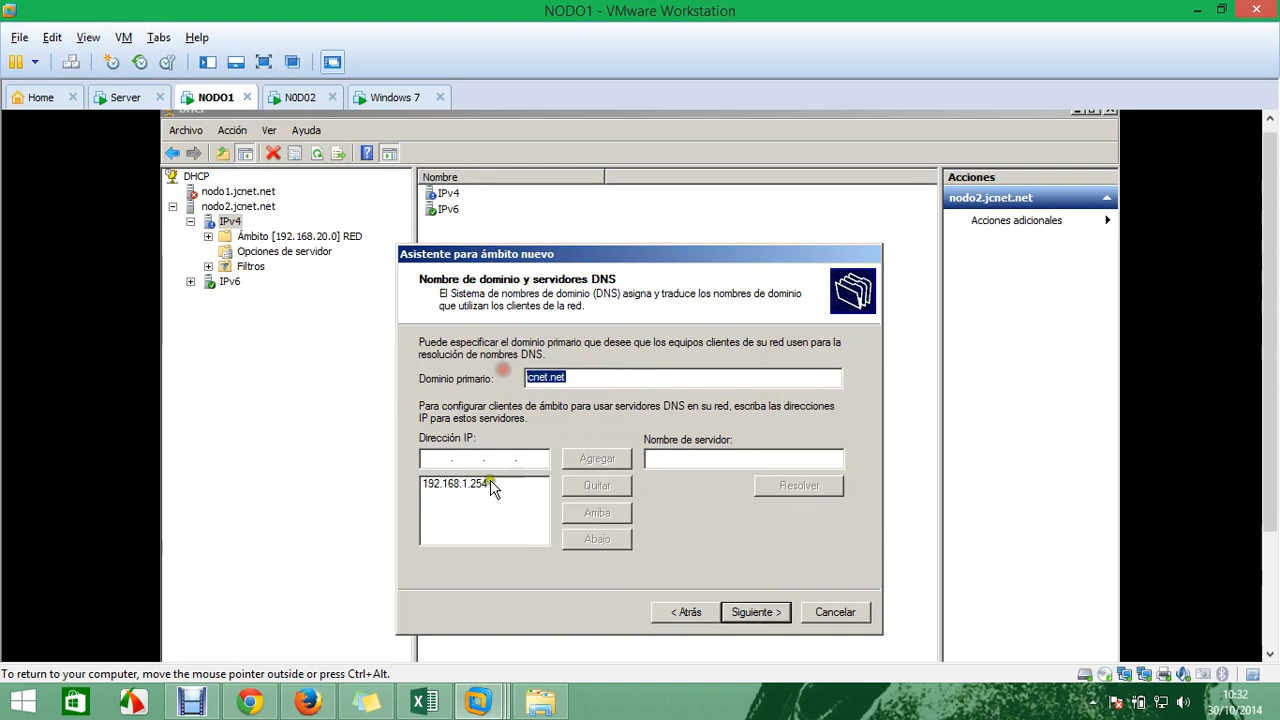 NODO1 - VMware Workstation
File Edit View VM Tabs Help
Home Server NODO1 N0D02 Windows 7
Archivo Acción Ver Ayuda
DHCP
nodo1.jcnet.net
nodo2.jcnet.net
IPv4
Ámbito [192.168.20.0] RED
Opciones de servidor
Filtros
IPv6
Nombre
IPv4
IPv6
Acciones
nodo2.jcnet.net
Acciones adicionales
Asistente para ámbito nuevo
Nombre de dominio y servidores DNS
El Sistema de nombres de dominio (DNS) asigna y traduce los nombres de dominio
que utilizan los clientes de la red.
Puede especificar el dominio primario que desee que los equipos clientes de su red usen para la
resolución de nombres DNS.
Dominio primario: jcnet.net
Para configurar clientes de ámbito para usar servidores DNS en su red, escriba las direcciones
IP para estos servidores.
Dirección IP: Nombre de servidor:
Agregar
192.168.1.254 Quitar Resolver
Arriba
Abajo
< Atrás Siguiente > Cancelar
To return to your computer, move the mouse pointer outside or press Ctrl+Alt.
10:32
30/10/2014